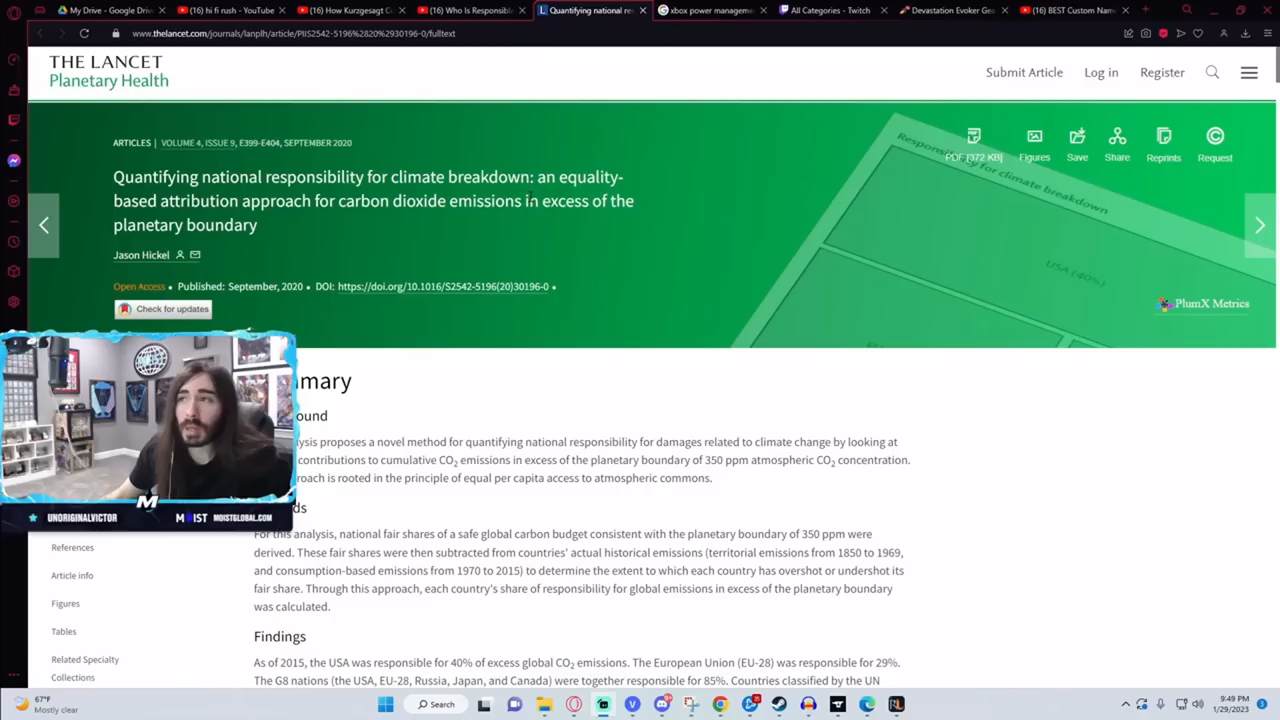 My Drive - Google Driv
(16) hi fi rush - YouTube
(16) How Kurzgesagt C
(16) Who Is Responsible
Quantifying national res
xbox power managem
All Categories - Twitch
Devastation Evoker Gea
(16) BEST Custom Nam
www.thelancet.com/journals/lanplh/article/PIIS2542-5196%2820%2930196-0/fulltext
THE LANCET
Planetary Health
Submit Article
Log in
Register
ARTICLES | VOLUME 4, ISSUE 9, E399-E404, SEPTEMBER 2020
PDF [372 KB]
Figures
Save
Share
Reprints
Request
Quantifying national responsibility for climate breakdown: an equality-
based attribution approach for carbon dioxide emissions in excess of the
planetary boundary
Jason Hickel
Open Access • Published: September, 2020 • DOI: https://doi.org/10.1016/S2542-5196(20)30196-0 •
Check for updates
for climate breakdown
USA (40%)
PlumX Metrics
mary
ound
lysis proposes a novel method for quantifying national responsibility for damages related to climate change by looking at
contributions to cumulative CO2 emissions in excess of the planetary boundary of 350 ppm atmospheric CO2 concentration.
roach is rooted in the principle of equal per capita access to atmospheric commons.
ds
For this analysis, national fair shares of a safe global carbon budget consistent with the planetary boundary of 350 ppm were
derived. These fair shares were then subtracted from countries' actual historical emissions (territorial emissions from 1850 to 1969,
and consumption-based emissions from 1970 to 2015) to determine the extent to which each country has overshot or undershot its
fair share. Through this approach, each country's share of responsibility for global emissions in excess of the planetary boundary
was calculated.
Findings
As of 2015, the USA was responsible for 40% of excess global CO2 emissions. The European Union (EU-28) was responsible for 29%.
The G8 nations (the USA, EU-28, Russia, Japan, and Canada) were together responsible for 85%. Countries classified by the UN
M
UNORIGINALVICTOR
MOIST
MOISTGLOBAL.COM
References
Article info
Figures
Tables
Related Specialty
Collections
67°F
Mostly clear
Search
9:49 PM
1/29/2023